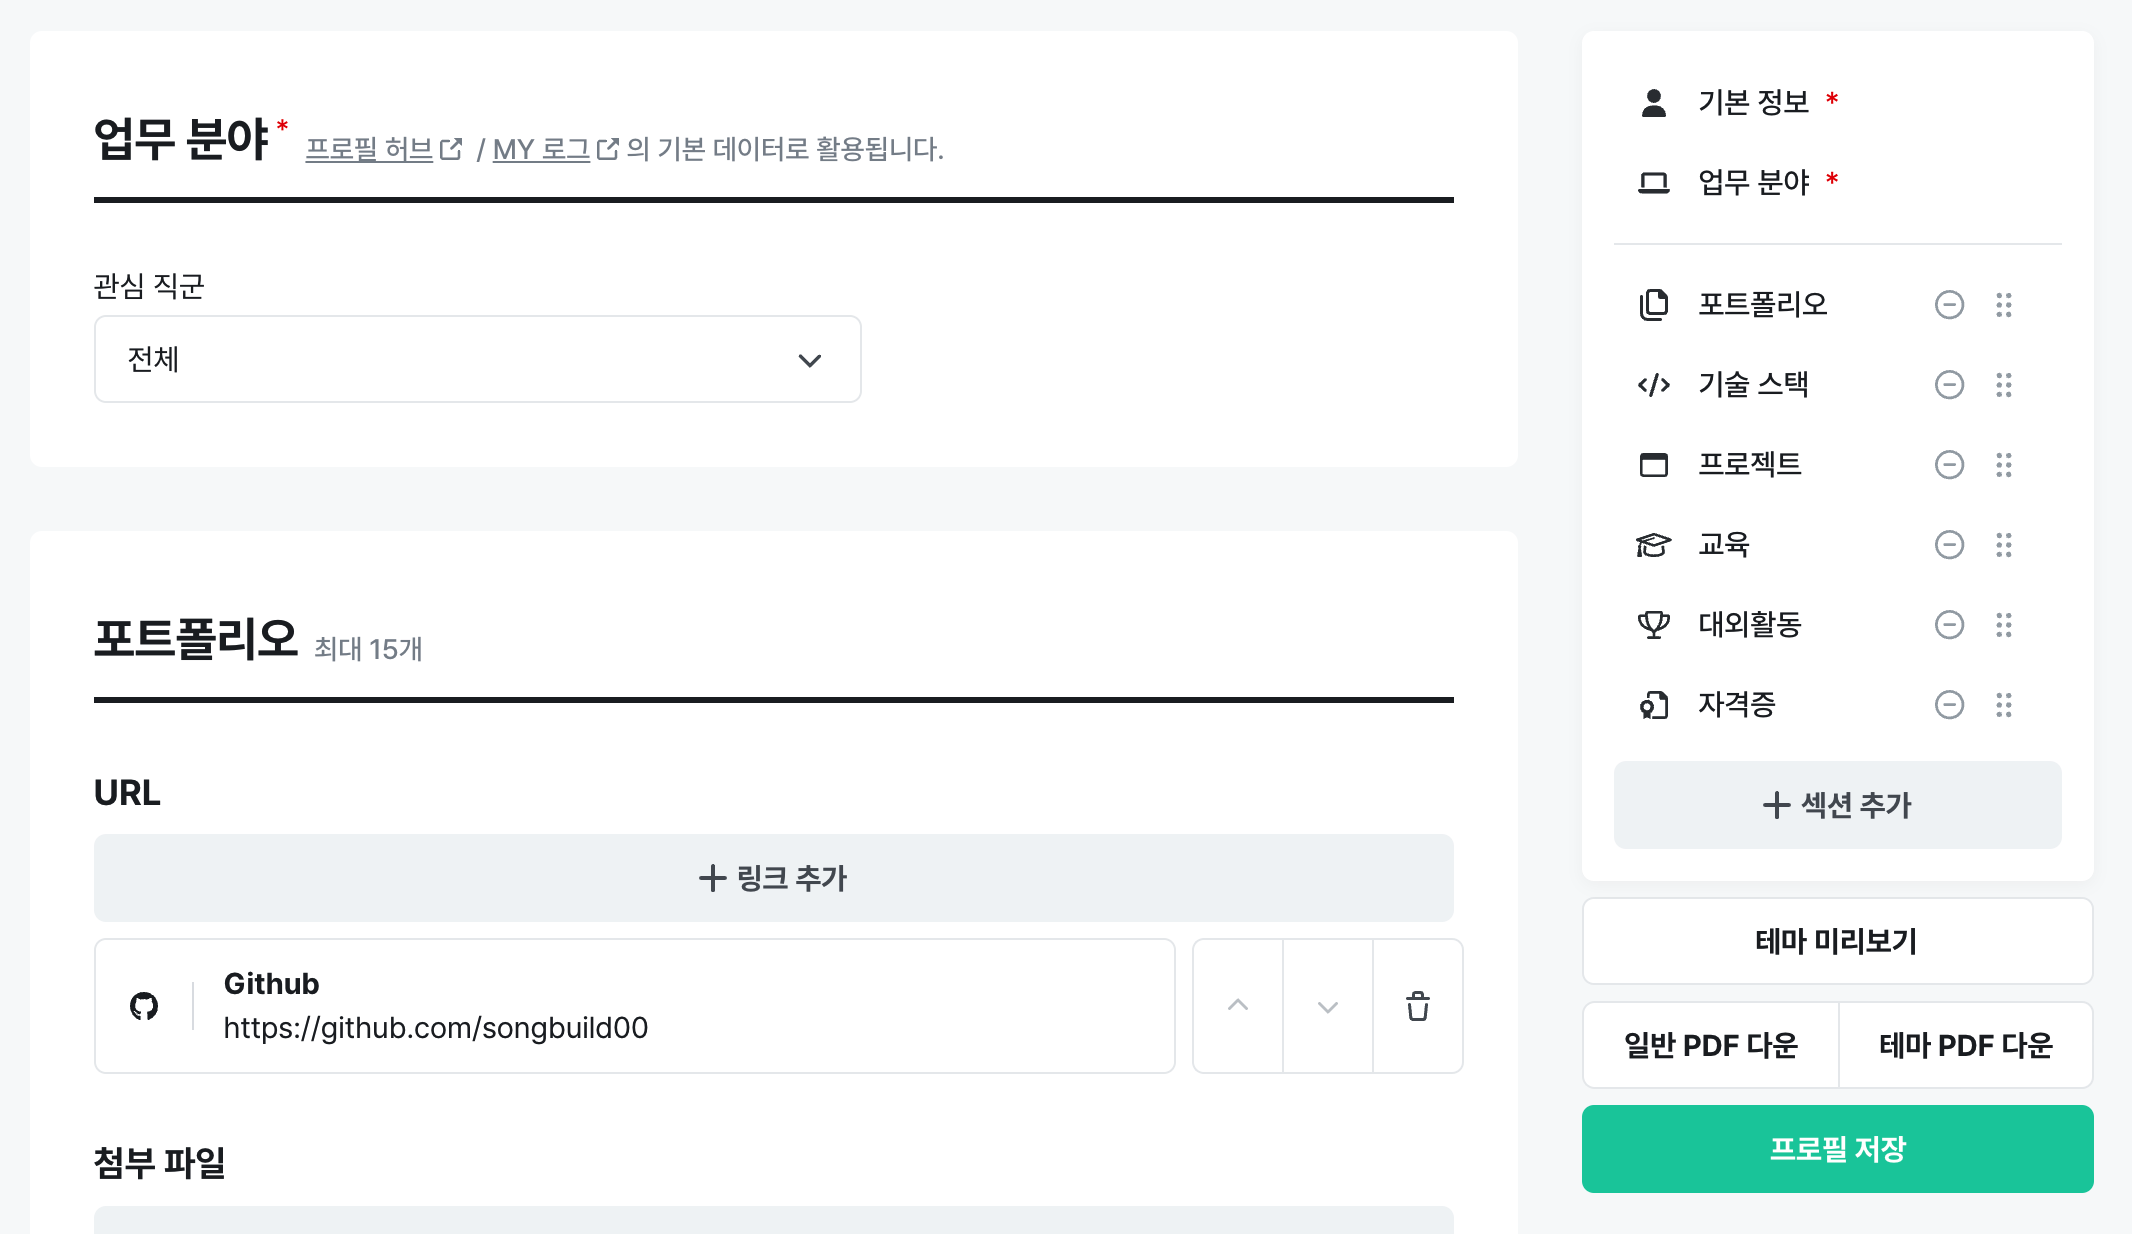 업무 분야 *
프로필 허브 / MY 로그 의 기본 데이터로 활용됩니다.
관심 직군
전체
포트폴리오 최대 15개
URL
+ 링크 추가
Github
https://github.com/songbuild00
첨부 파일
기본 정보 *
업무 분야 *
포트폴리오
기술 스택
프로젝트
교육
대외활동
자격증
+ 섹션 추가
테마 미리보기
일반 PDF 다운
테마 PDF 다운
프로필 저장